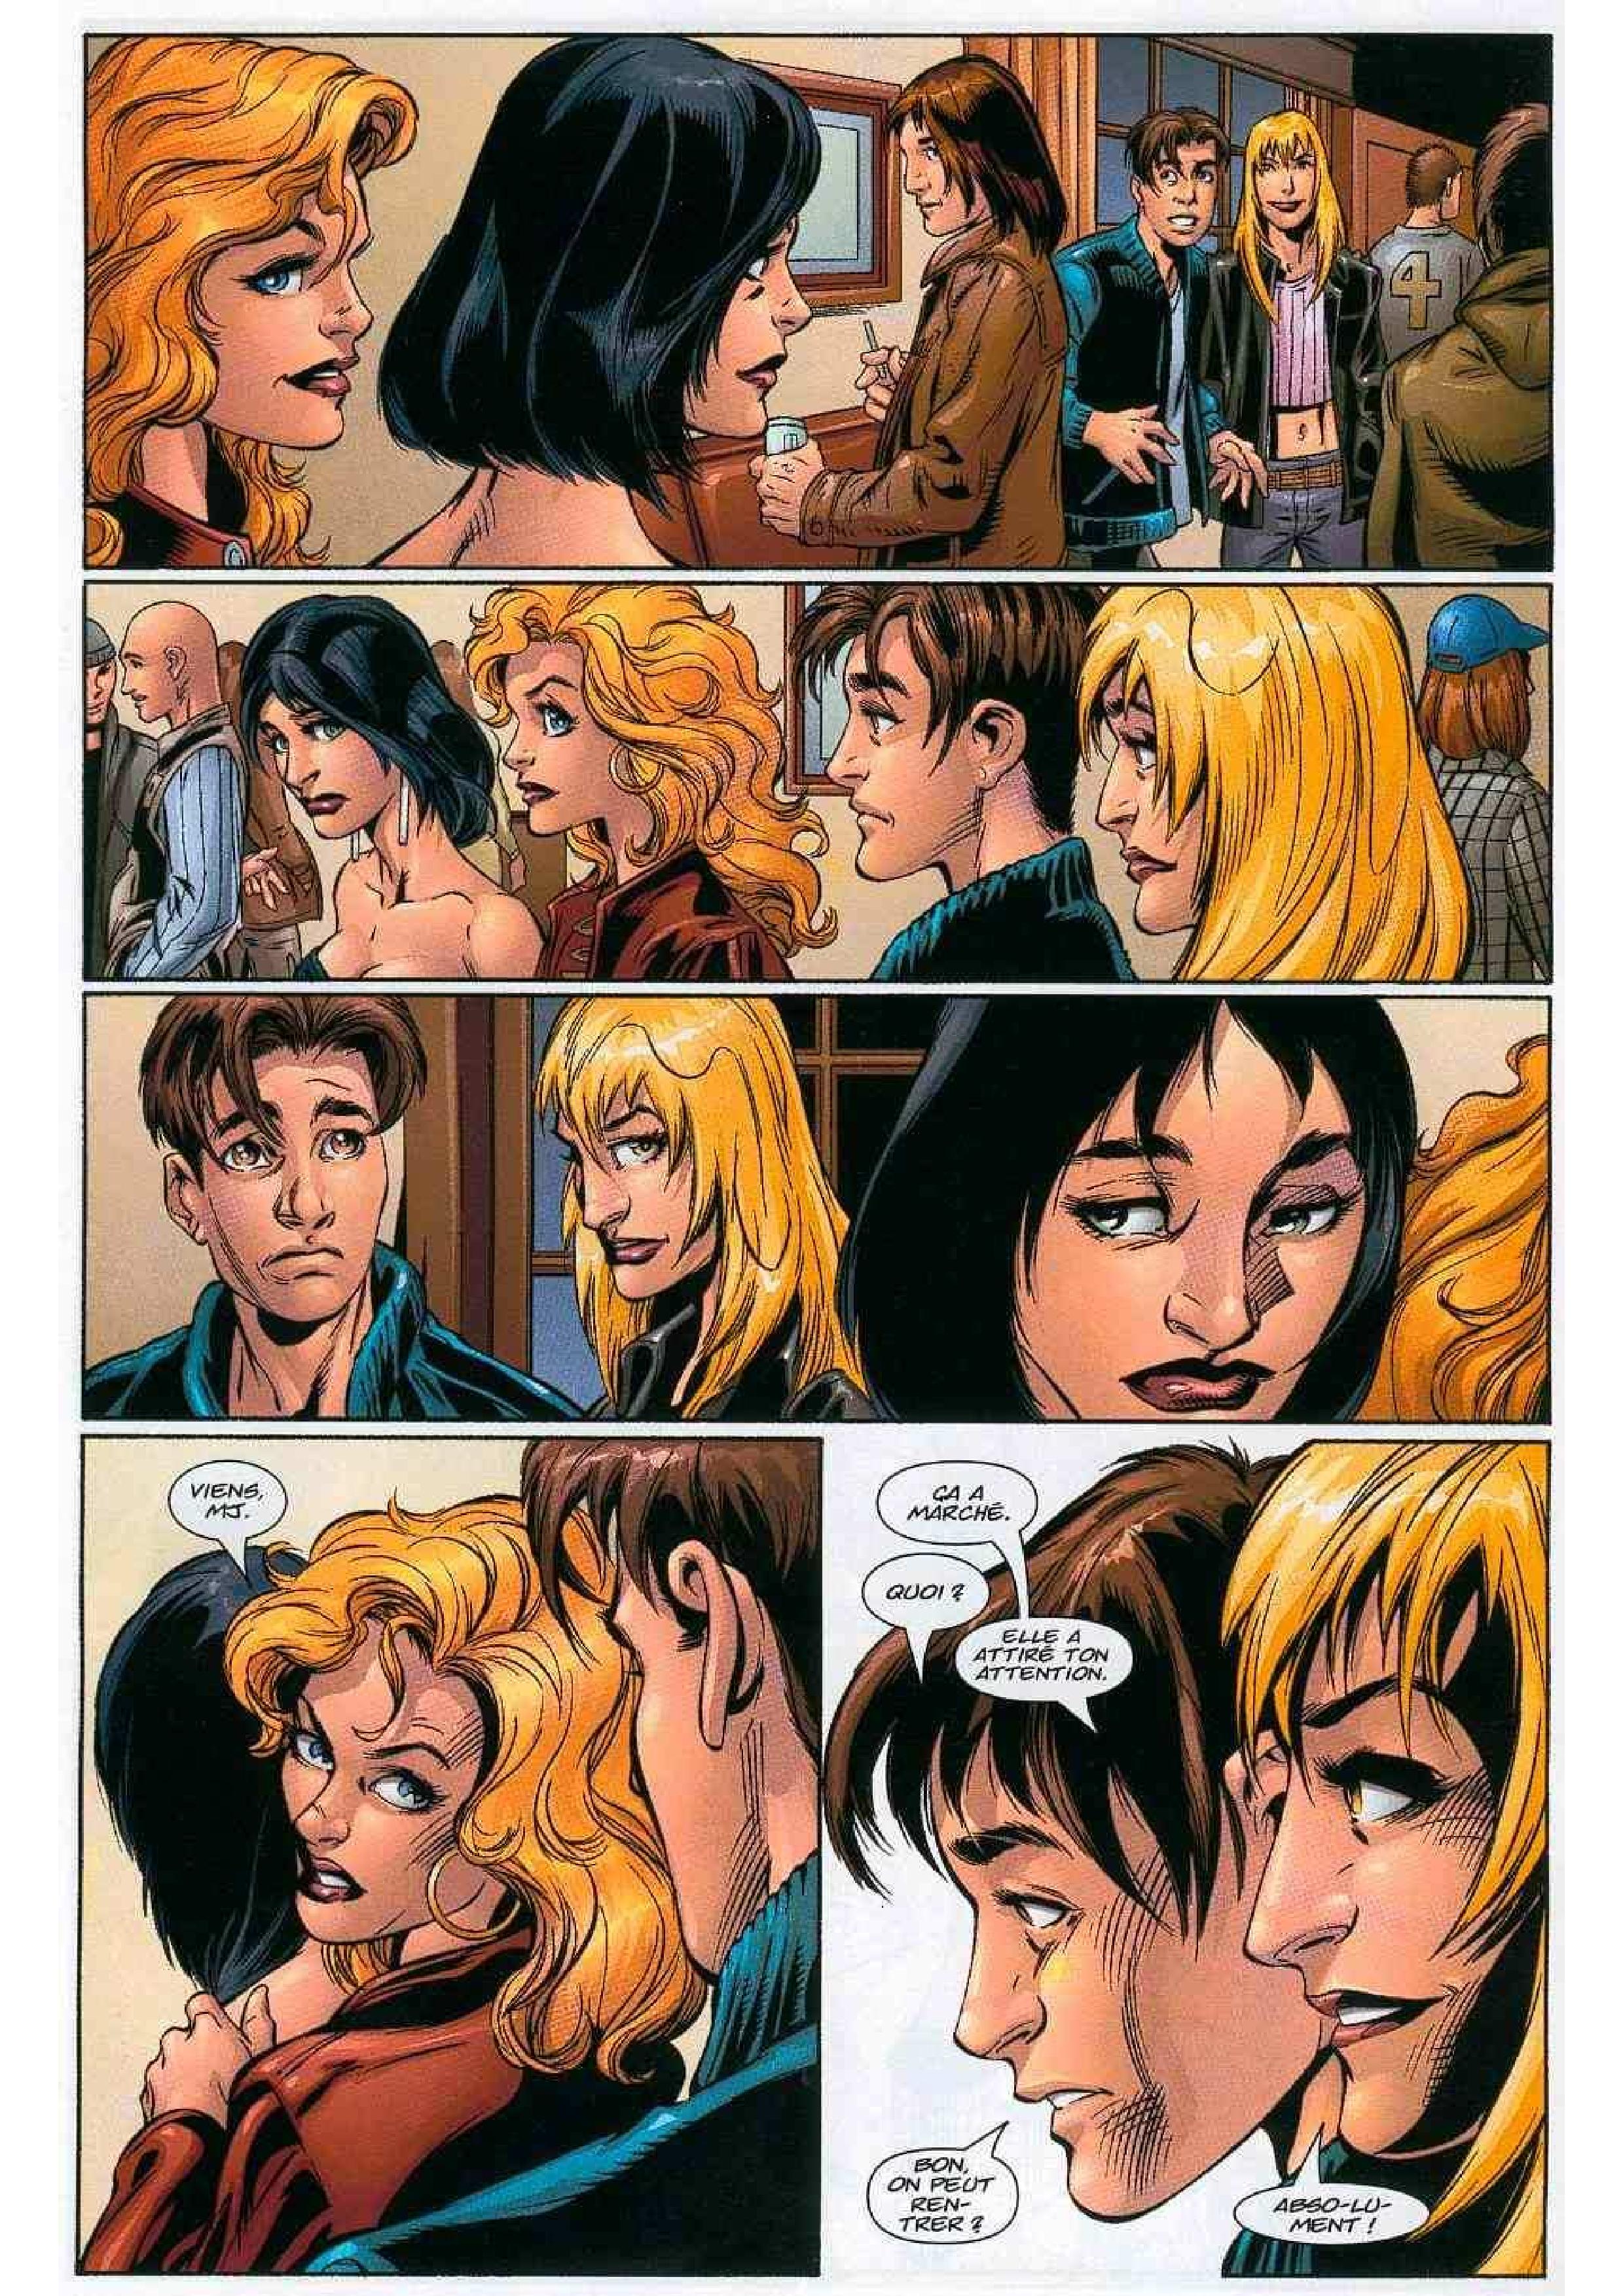 4
VIENS,
MJ.
ÇA A
MARCHÉ.
QUOI ?
ELLE A
ATTIRÉ TON
ATTENTION.
BON,
ON PEUT
REN-
TRER ?
ABSO-LU-
MENT !